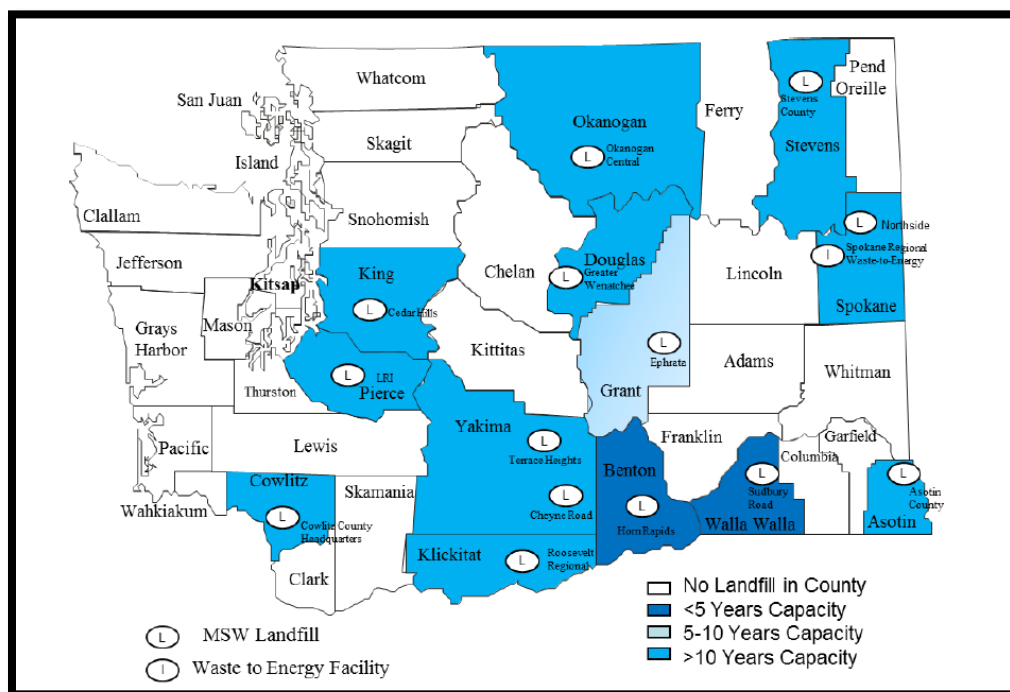 Whatcom
Pend
Oreille
San Juan
L
Stevens
County
Ferry
Okanogan
Skagit
Stevens
L
Okanogan
Central
Island
Snohomish
Clallam
L
Northside
I
Spokane Regional
Waste-to-Energy
Jefferson
King
Chelan
Douglas
L
Greater
Wenatchee
Lincoln
Kitsap
Spokane
L
Cedar Hills
Mason
Grays
Harbor
Kittitas
L
Ephrata
Adams
Whitman
L
LRI
Pierce
Grant
Thurston
Yakima
L
Terrace Heights
Franklin
Garfield
Pacific
Lewis
Columbia
Benton
L
Sudbury
Road
L
Asotin
County
Cowlitz
Skamania
Wahkiakum
L
Cheyne Road
L
Horn Rapids
Walla Walla
Asotin
L
Cowlitz County
Headquarters
Klickitat
L
Roosevelt
Regional
Clark
No Landfill in County
<5 Years Capacity
5-10 Years Capacity
>10 Years Capacity
L MSW Landfill
I Waste to Energy Facility